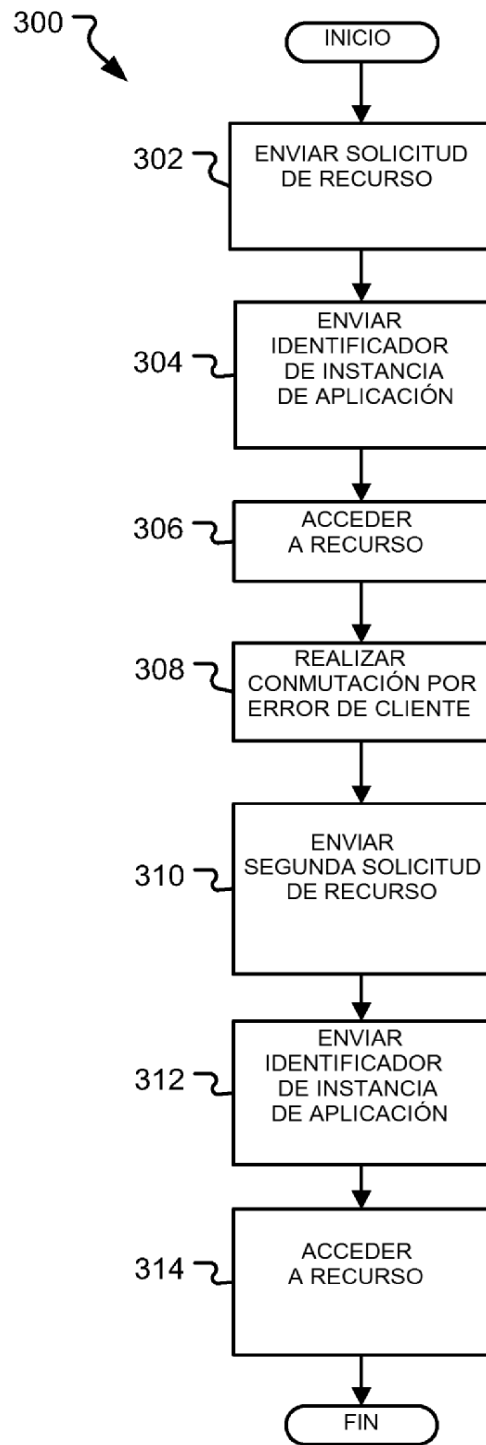 300
INICIO
302
ENVIAR SOLICITUD
DE RECURSO
304
ENVIAR
IDENTIFICADOR
DE INSTANCIA
DE APLICACIÓN
306
ACCEDER
A RECURSO
308
REALIZAR
CONMUTACIÓN POR
ERROR DE CLIENTE
310
ENVIAR
SEGUNDA SOLICITUD
DE RECURSO
312
ENVIAR
IDENTIFICADOR
DE INSTANCIA
DE APLICACIÓN
314
ACCEDER
A RECURSO
FIN